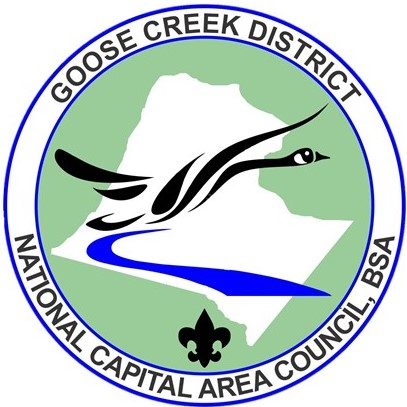 GOOSE CREEK DISTRICT
NATIONAL CAPITAL AREA COUNCIL, BSA